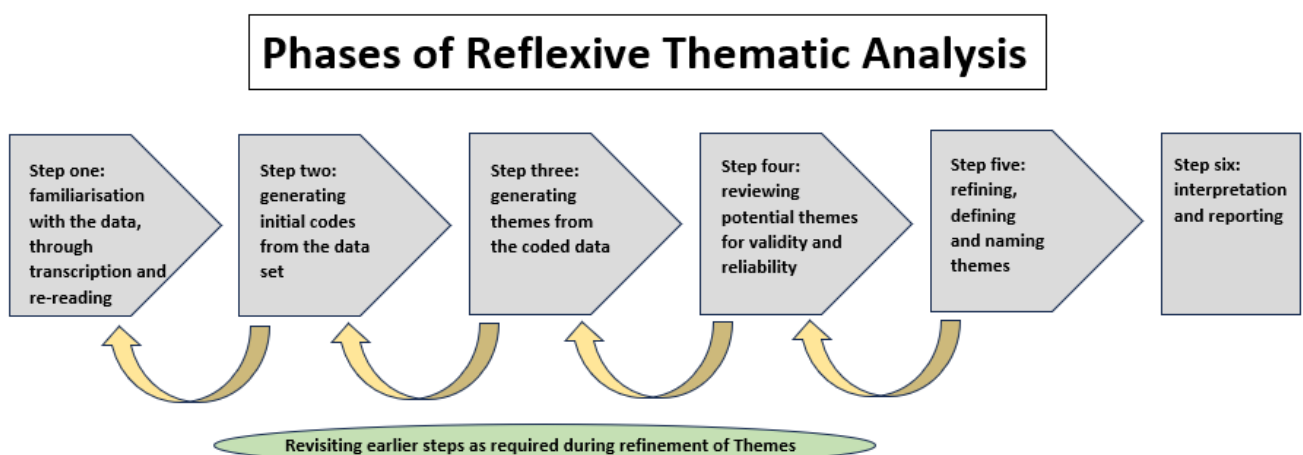 Phases of Reflexive Thematic Analysis
Step one:
familiarisation
with the data,
through
transcription and
re-reading
Step two:
generating
initial codes
from the data
set
Step three:
generating
themes from
the coded data
Step four:
reviewing
potential themes
for validity and
reliability
Step five:
refining,
defining
and naming
themes
Step six:
interpretation
and reporting
Revisiting earlier steps as required during refinement of Themes